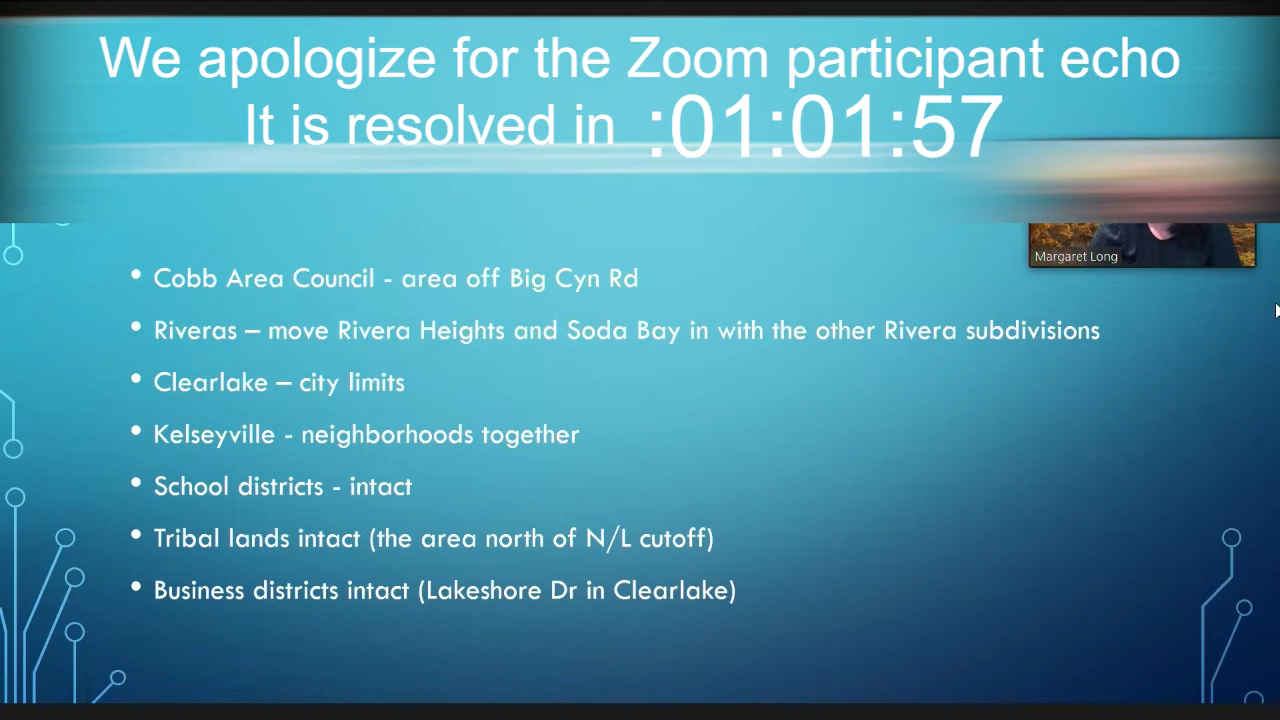 We apologize for the Zoom participant echo
It is resolved in :01:01:57
Margaret Long
• Cobb Area Council - area off Big Cyn Rd
• Riveras – move Rivera Heights and Soda Bay in with the other Rivera subdivisions
• Clearlake – city limits
• Kelseyville - neighborhoods together
• School districts - intact
• Tribal lands intact (the area north of N/L cutoff)
• Business districts intact (Lakeshore Dr in Clearlake)